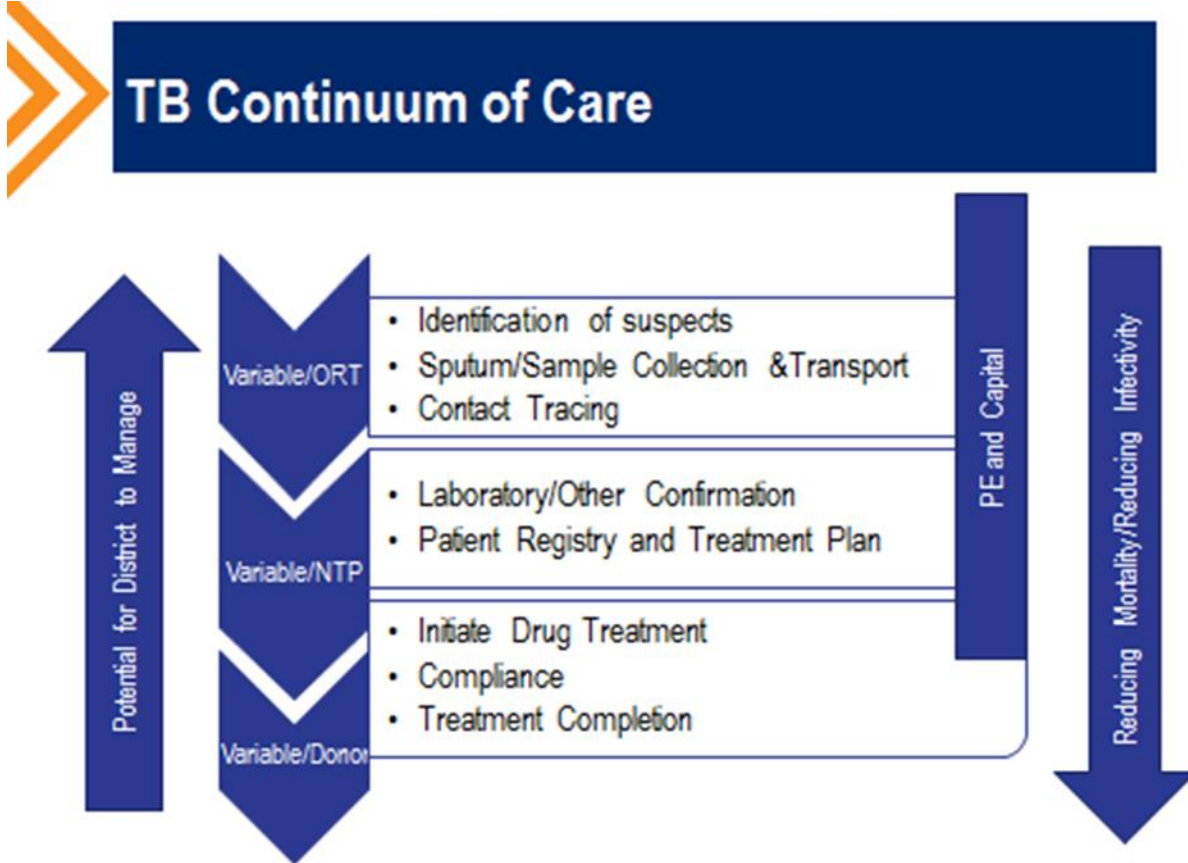 TB Continuum of Care
Potential for District to Manage
Variable/ORT
• Identification of suspects
• Sputum/Sample Collection &Transport
• Contact Tracing
Variable/NTP
• Laboratory/Other Confirmation
• Patient Registry and Treatment Plan
Variable/Donor
• Initiate Drug Treatment
• Compliance
• Treatment Completion
PE and Capital
Reducing Mortality/Reducing Infectivity